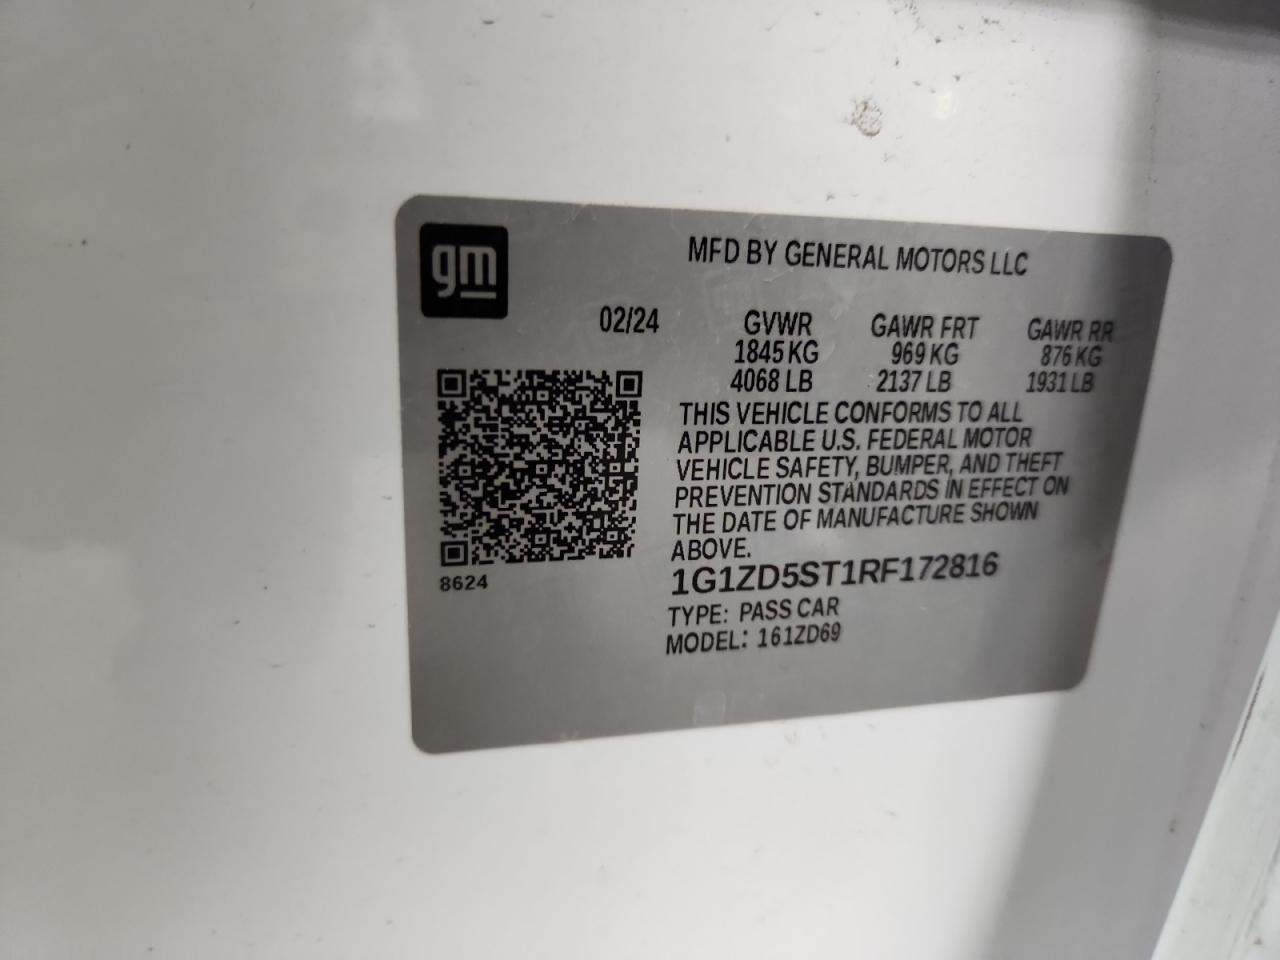 gm
MFD BY GENERAL MOTORS LLC
02/24
GVWR GAWR FRT GAWR RR
1845 KG 969 KG 876 KG
4068 LB 2137 LB 1931 LB
THIS VEHICLE CONFORMS TO ALL
APPLICABLE U.S. FEDERAL MOTOR
VEHICLE SAFETY, BUMPER, AND THEFT
PREVENTION STANDARDS IN EFFECT ON
THE DATE OF MANUFACTURE SHOWN
ABOVE.
8624
1G1ZD5ST1RF172816
TYPE: PASS CAR
MODEL: 161ZD69